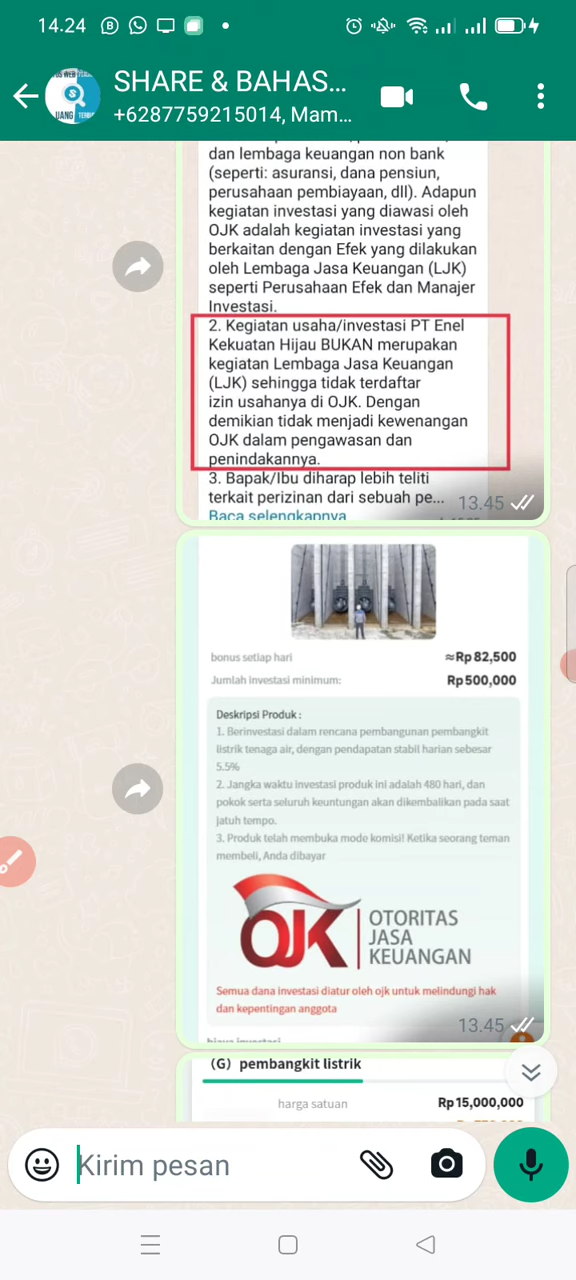 14.24
SHARE & BAHAS...
+6287759215014, Mam...
dan lembaga keuangan non bank
(seperti: asuransi, dana pensiun,
perusahaan pembiayaan, dll). Adapun
kegiatan investasi yang diawasi oleh
OJK adalah kegiatan investasi yang
berkaitan dengan Efek yang dilakukan
oleh Lembaga Jasa Keuangan (LJK)
seperti Perusahaan Efek dan Manajer
Investasi.
2. Kegiatan usaha/investasi PT Enel
Kekuatan Hijau BUKAN merupakan
kegiatan Lembaga Jasa Keuangan
(LJK) sehingga tidak terdaftar
izin usahanya di OJK. Dengan
demikian tidak menjadi kewenangan
OJK dalam pengawasan dan
penindakannya.
3. Bapak/Ibu diharap lebih teliti
terkait perizinan dari sebuah pe...
13.45
Baca selengkapnya
bonus setiap hari
≈Rp 82,500
Jumlah investasi minimum:
Rp 500,000
Deskripsi Produk :
1. Berinvestasi dalam rencana pembangunan pembangkit
listrik tenaga air, dengan pendapatan stabil harian sebesar
5.5%
2. Jangka waktu investasi produk ini adalah 480 hari, dan
pokok serta seluruh keuntungan akan dikembalikan pada saat
jatuh tempo.
3. Produk telah membuka mode komisi! Ketika seorang teman
membeli, Anda dibayar
OJK
OTORITAS
JASA
KEUANGAN
Semua dana investasi diatur oleh ojk untuk melindungi hak
dan kepentingan anggota
13.45
(G) pembangkit listrik
harga satuan
Rp 15,000,000
Kirim pesan